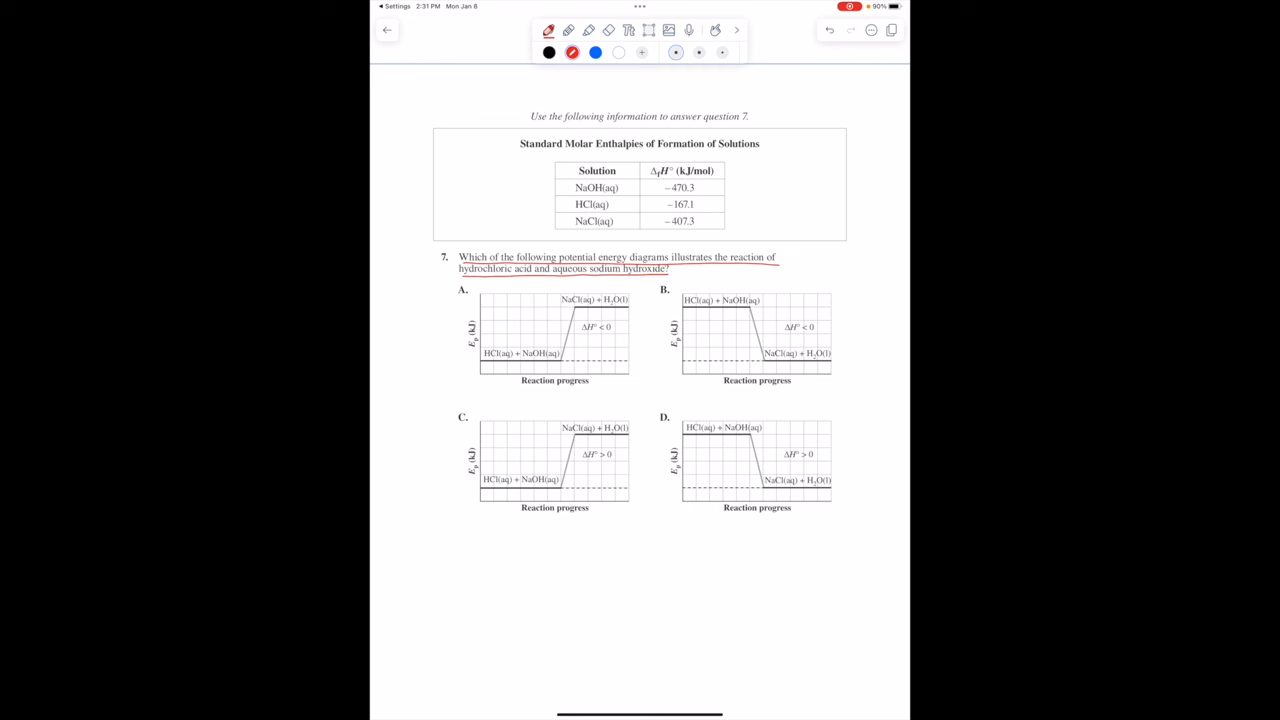 Settings 2:31 PM Mon Jan 8
90%
Use the following information to answer question 7.
Standard Molar Enthalpies of Formation of Solutions
Solution ΔfH° (kJ/mol)
NaOH(aq) –470.3
HCl(aq) –167.1
NaCl(aq) –407.3
7. Which of the following potential energy diagrams illustrates the reaction of
hydrochloric acid and aqueous sodium hydroxide?
A.
NaCl(aq) + H₂O(l)
ΔH° < 0
HCl(aq) + NaOH(aq)
Ep (kJ)
Reaction progress
B.
HCl(aq) + NaOH(aq)
ΔH° < 0
NaCl(aq) + H₂O(l)
Ep (kJ)
Reaction progress
C.
NaCl(aq) + H₂O(l)
ΔH° > 0
HCl(aq) + NaOH(aq)
Ep (kJ)
Reaction progress
D.
HCl(aq) + NaOH(aq)
ΔH° > 0
NaCl(aq) + H₂O(l)
Ep (kJ)
Reaction progress